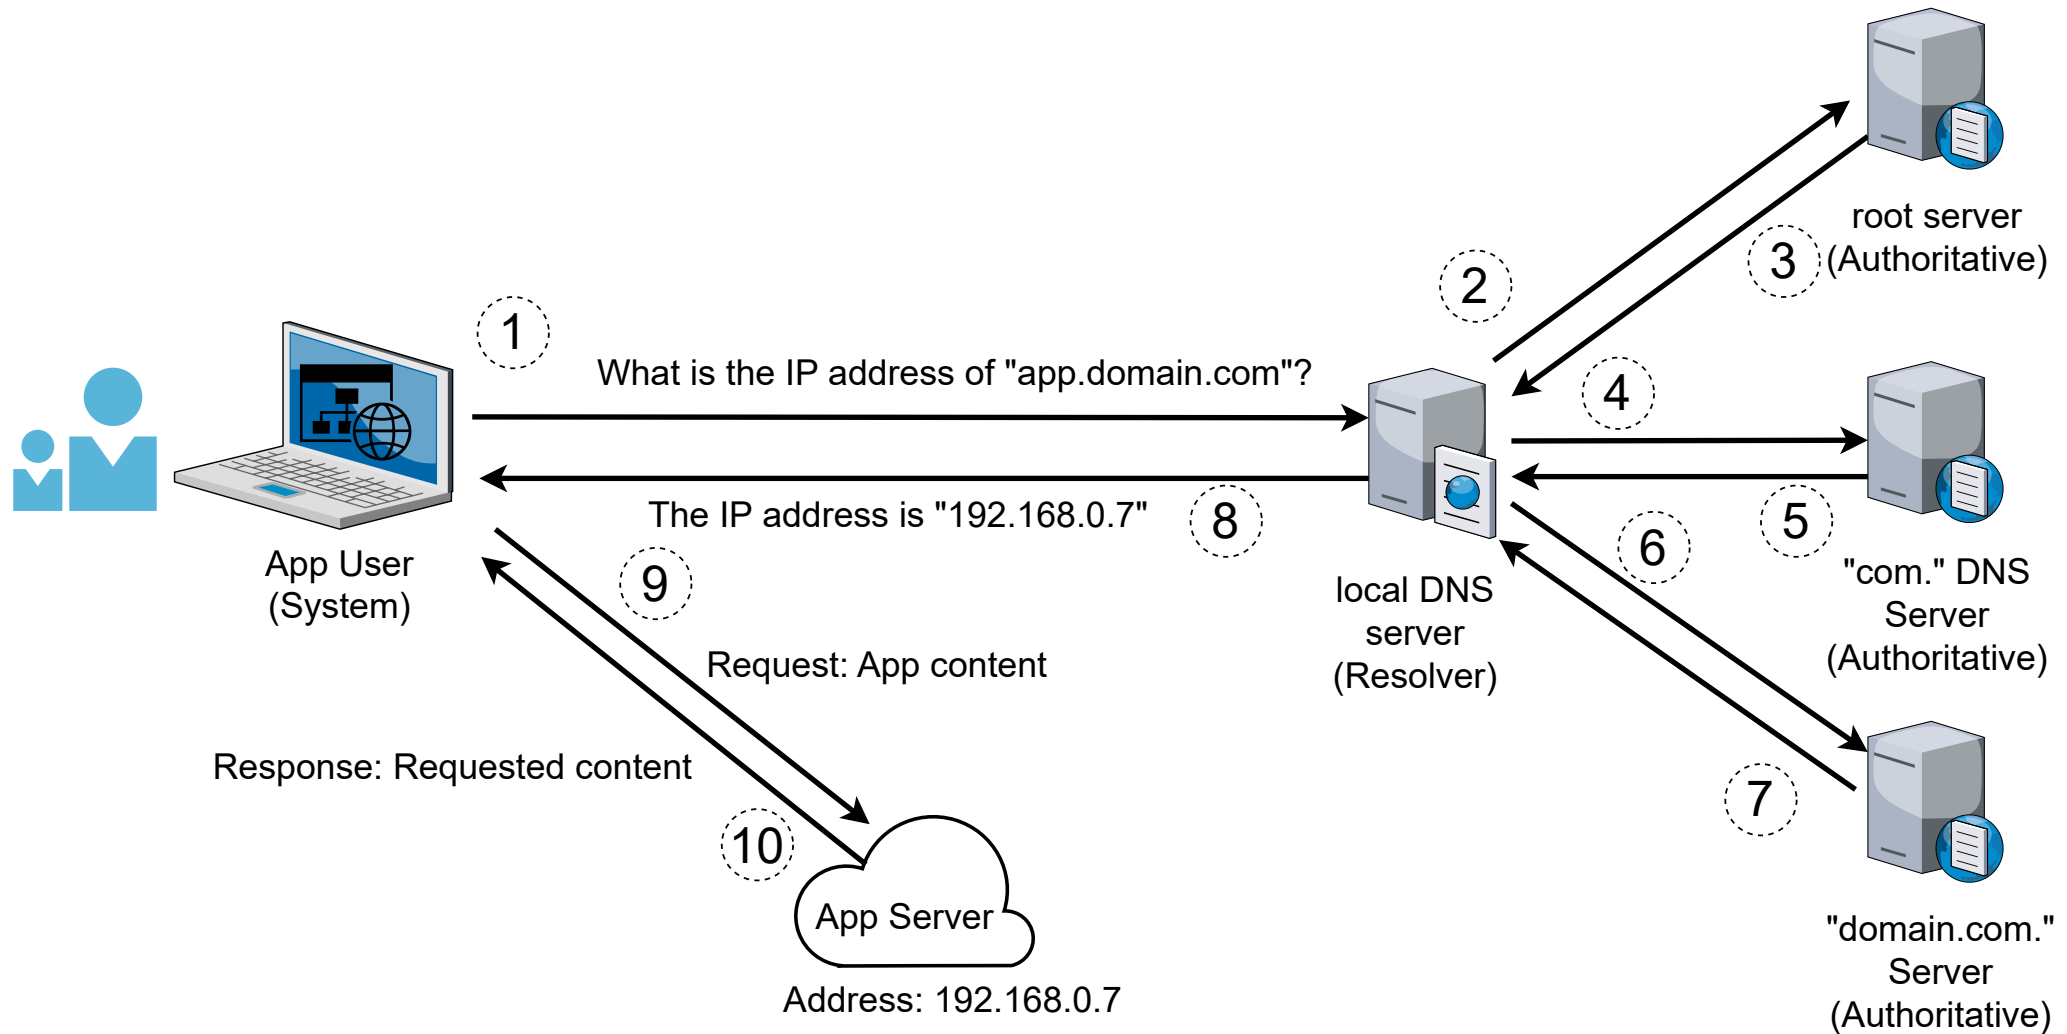 root server
(Authoritative)
2
3
1
What is the IP address of "app.domain.com"?
4
The IP address is "192.168.0.7"
8
5
6
App User
(System)
9
local DNS
server
(Resolver)
"com." DNS
Server
(Authoritative)
Request: App content
Response: Requested content
7
10
App Server
Address: 192.168.0.7
"domain.com."
Server
(Authoritative)